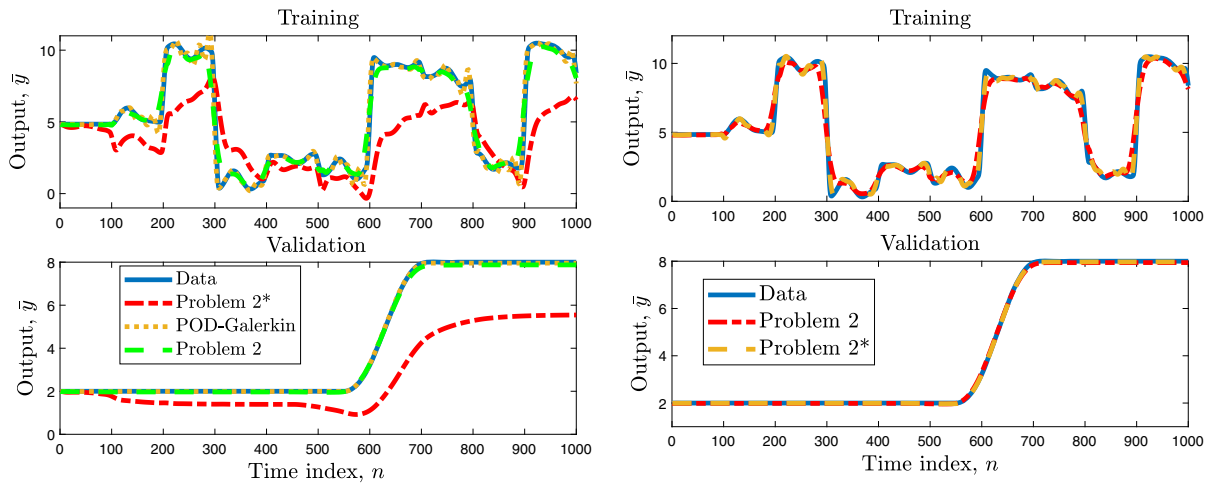 Training
Output, ȳ
10
5
0
0 100 200 300 400 500 600 700 800 900 1000
Validation
Output, ȳ
8
6
4
2
0
Data
Problem 2*
POD-Galerkin
Problem 2
0 100 200 300 400 500 600 700 800 900 1000
Time index, n
Training
Output, ȳ
10
5
0
0 100 200 300 400 500 600 700 800 900 1000
Validation
Output, ȳ
8
6
4
2
Data
Problem 2
Problem 2*
0 100 200 300 400 500 600 700 800 900 1000
Time index, n